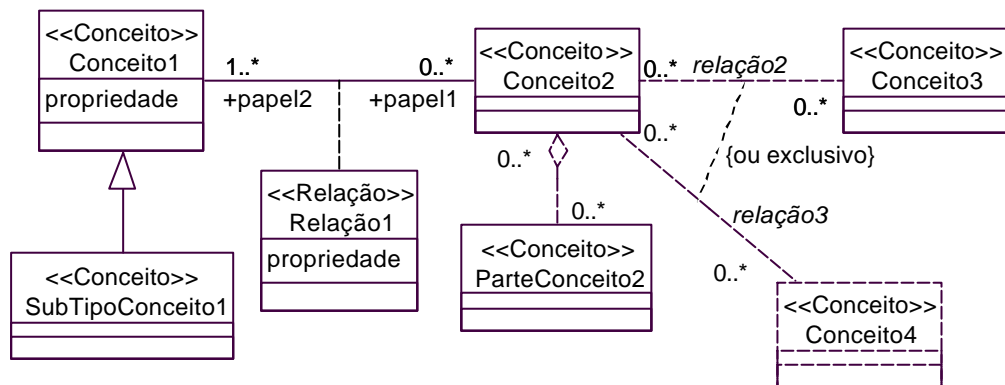 <<Conceito>>
Conceito1
propriedade
1..*
+papel2
0..*
+papel1
<<Conceito>>
Conceito2
0..*
relação2
0..*
<<Conceito>>
Conceito3
0..*
{ou exclusivo}
relação3
0..*
<<Conceito>>
Conceito4
0..*
0..*
<<Conceito>>
ParteConceito2
<<Relação>>
Relação1
propriedade
<<Conceito>>
SubTipoConceito1